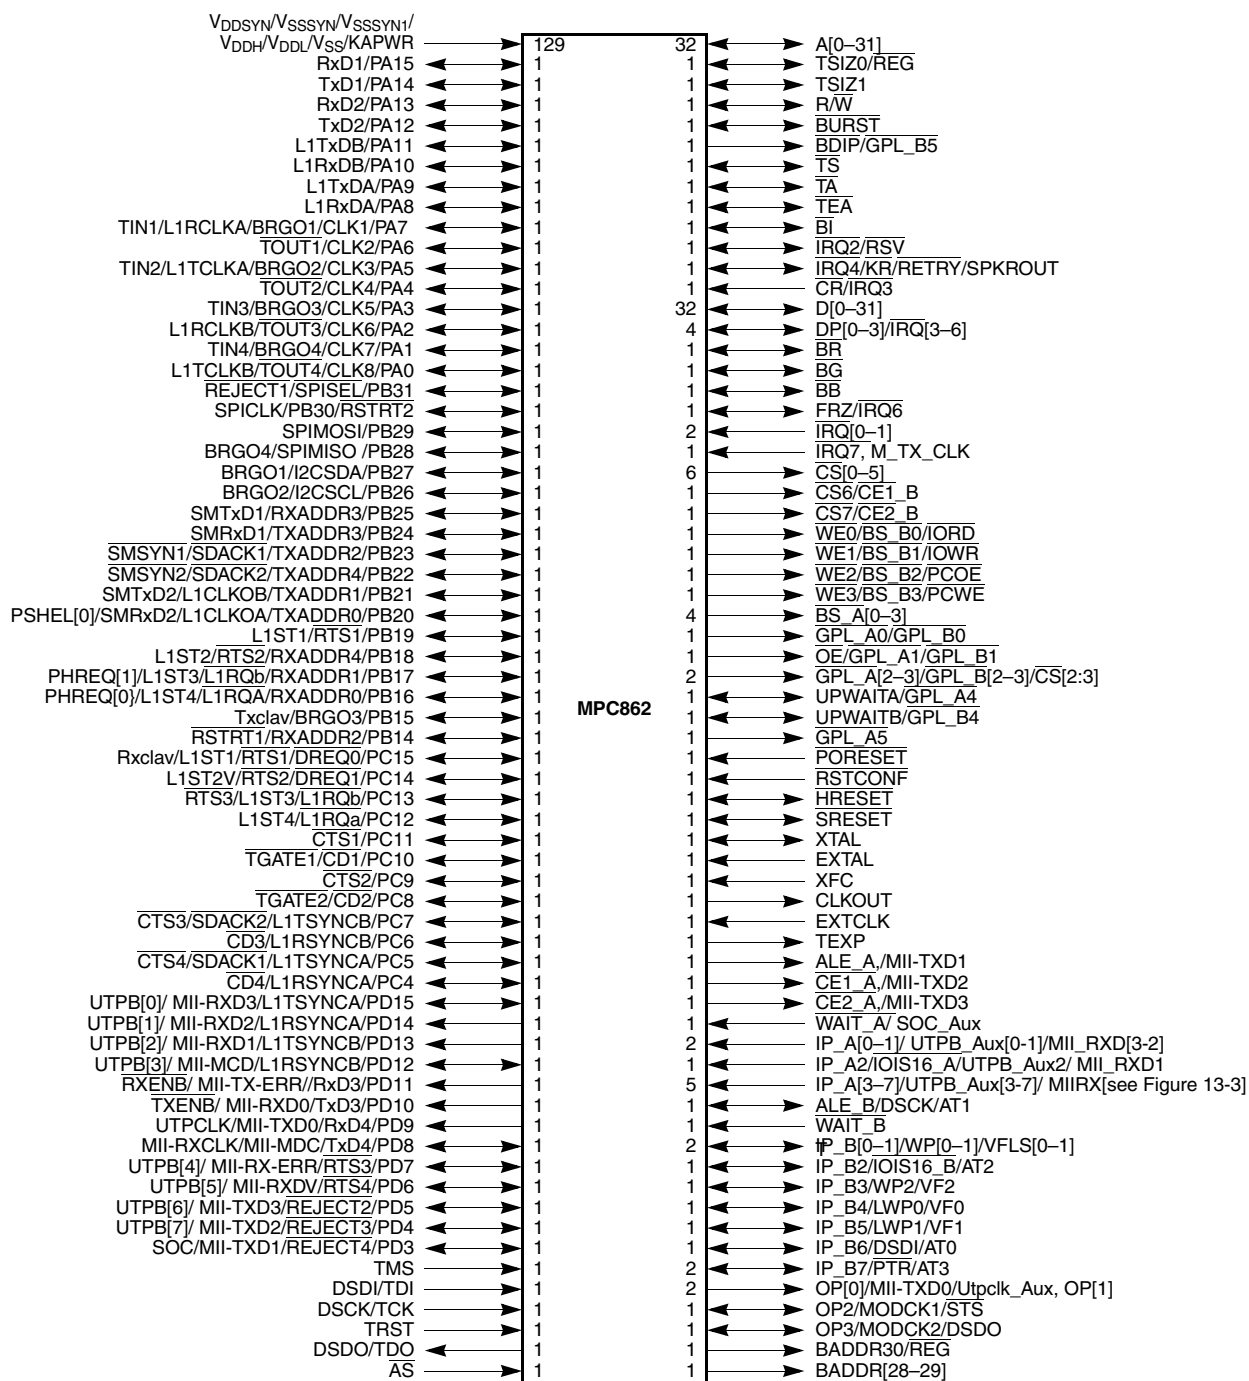 VDDSYN/VSSSYN/VSSSYN1/
VDDH/VDDL/VSS/KAPWR 129 32 A[0–31]
RxD1/PA15 1 1 TSIZ0/REG
TxD1/PA14 1 1 TSIZ1
RxD2/PA13 1 1 R/W
TxD2/PA12 1 1 BURST
L1TxDB/PA11 1 1 BDIP/GPL_B5
L1RxDB/PA10 1 1 TS
L1TxDA/PA9 1 1 TA
L1RxDA/PA8 1 1 TEA
TIN1/L1RCLKA/BRGO1/CLK1/PA7 1 1 BI
TOUT1/CLK2/PA6 1 1 IRQ2/RSV
TIN2/L1TCLKA/BRGO2/CLK3/PA5 1 1 IRQ4/KR/RETRY/SPKROUT
TOUT2/CLK4/PA4 1 1 CR/IRQ3
TIN3/BRGO3/CLK5/PA3 1 32 D[0–31]
L1RCLKB/TOUT3/CLK6/PA2 1 4 DP[0–3]/IRQ[3–6]
TIN4/BRGO4/CLK7/PA1 1 1 BR
L1TCLKB/TOUT4/CLK8/PA0 1 1 BG
REJECT1/SPISEL/PB31 1 1 BB
SPICLK/PB30/RSTRT2 1 1 FRZ/IRQ6
SPIMOSI/PB29 1 2 IRQ[0–1]
BRGO4/SPIMISO /PB28 1 1 IRQ7, M_TX_CLK
BRGO1/I2CSDA/PB27 1 6 CS[0–5]
BRGO2/I2CSCL/PB26 1 1 CS6/CE1_B
SMTxD1/RXADDR3/PB25 1 1 CS7/CE2_B
SMRxD1/TXADDR3/PB24 1 1 WE0/BS_B0/IORD
SMSYN1/SDACK1/TXADDR2/PB23 1 1 WE1/BS_B1/IOWR
SMSYN2/SDACK2/TXADDR4/PB22 1 1 WE2/BS_B2/PCOE
SMTxD2/L1CLKOB/TXADDR1/PB21 1 1 WE3/BS_B3/PCWE
PSHEL[0]/SMRxD2/L1CLKOA/TXADDR0/PB20 1 4 BS_A[0–3]
L1ST1/RTS1/PB19 1 1 GPL_A0/GPL_B0
L1ST2/RTS2/RXADDR4/PB18 1 1 OE/GPL_A1/GPL_B1
PHREQ[1]/L1ST3/L1RQb/RXADDR1/PB17 1 2 GPL_A[2–3]/GPL_B[2–3]/CS[2:3]
PHREQ[0}/L1ST4/L1RQA/RXADDR0/PB16 1 1 UPWAITA/GPL_A4
MPC862
Txclav/BRGO3/PB15 1 1 UPWAITB/GPL_B4
RSTRT1/RXADDR2/PB14 1 1 GPL_A5
Rxclav/L1ST1/RTS1/DREQ0/PC15 1 1 PORESET
L1ST2V/RTS2/DREQ1/PC14 1 1 RSTCONF
RTS3/L1ST3/L1RQb/PC13 1 1 HRESET
L1ST4/L1RQa/PC12 1 1 SRESET
CTS1/PC11 1 1 XTAL
TGATE1/CD1/PC10 1 1 EXTAL
CTS2/PC9 1 1 XFC
TGATE2/CD2/PC8 1 1 CLKOUT
CTS3/SDACK2/L1TSYNCB/PC7 1 1 EXTCLK
CD3/L1RSYNCB/PC6 1 1 TEXP
CTS4/SDACK1/L1TSYNCA/PC5 1 1 ALE_A,/MII-TXD1
CD4/L1RSYNCA/PC4 1 1 CE1_A,/MII-TXD2
UTPB[0]/ MII-RXD3/L1TSYNCA/PD15 1 1 CE2_A,/MII-TXD3
UTPB[1]/ MII-RXD2/L1RSYNCA/PD14 1 1 WAIT_A/ SOC_Aux
UTPB[2]/ MII-RXD1/L1TSYNCB/PD13 1 2 IP_A[0–1]/ UTPB_Aux[0-1]/MII_RXD[3-2]
UTPB[3]/ MII-MCD/L1RSYNCB/PD12 1 1 IP_A2/IOIS16_A/UTPB_Aux2/ MII_RXD1
RXENB/ MII-TX-ERR//RxD3/PD11 1 5 IP_A[3–7]/UTPB_Aux[3-7]/ MIIRX[see Figure 13-3]
TXENB/ MII-RXD0/TxD3/PD10 1 1 ALE_B/DSCK/AT1
UTPCLK/MII-TXD0/RxD4/PD9 1 1 WAIT_B
MII-RXCLK/MII-MDC/TxD4/PD8 1 2 IP_B[0–1]/WP[0–1]/VFLS[0–1]
UTPB[4]/ MII-RX-ERR/RTS3/PD7 1 1 IP_B2/IOIS16_B/AT2
UTPB[5]/ MII-RXDV/RTS4/PD6 1 1 IP_B3/WP2/VF2
UTPB[6]/ MII-TXD3/REJECT2/PD5 1 1 IP_B4/LWP0/VF0
UTPB[7]/ MII-TXD2/REJECT3/PD4 1 1 IP_B5/LWP1/VF1
SOC/MII-TXD1/REJECT4/PD3 1 1 IP_B6/DSDI/AT0
TMS 1 2 IP_B7/PTR/AT3
DSDI/TDI 1 2 OP[0]/MII-TXD0/Utpclk_Aux, OP[1]
DSCK/TCK 1 1 OP2/MODCK1/STS
TRST 1 1 OP3/MODCK2/DSDO
DSDO/TDO 1 1 BADDR30/REG
AS 1 1 BADDR[28–29]